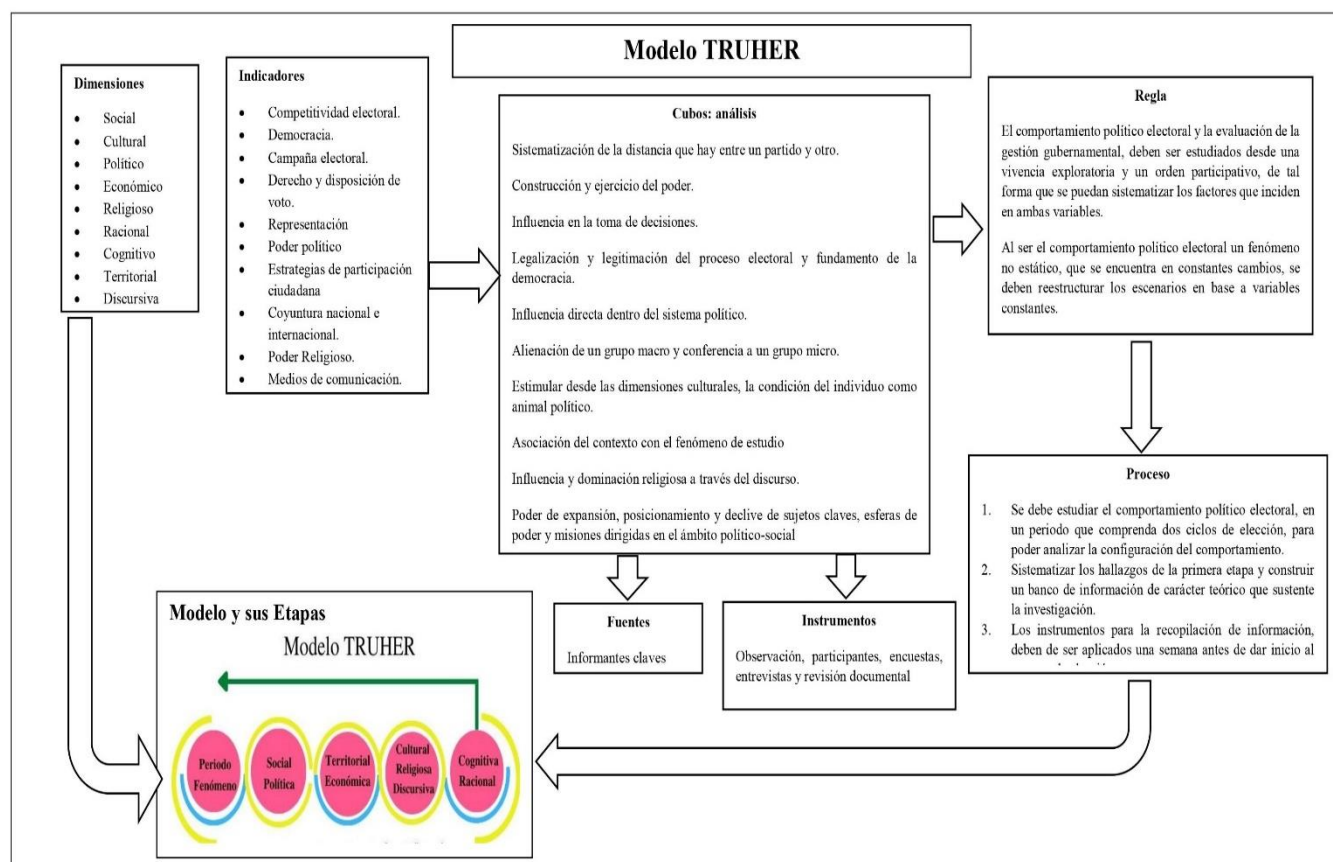 Modelo TRUHER
Dimensiones
• Social
• Cultural
• Político
• Económico
• Religioso
• Racional
• Cognitivo
• Territorial
• Discursiva
Indicadores
• Competitividad electoral.
• Democracia.
• Campaña electoral.
• Derecho y disposición de
voto.
• Representación
• Poder político
• Estrategias de participación
ciudadana
• Coyuntura nacional e
internacional.
• Poder Religioso.
• Medios de comunicación.
Cubos: análisis
Sistematización de la distancia que hay entre un partido y otro.
Construcción y ejercicio del poder.
Influencia en la toma de decisiones.
Legalización y legitimación del proceso electoral y fundamento de la
democracia.
Influencia directa dentro del sistema político.
Alienación de un grupo macro y conferencia a un grupo micro.
Estimular desde las dimensiones culturales, la condición del individuo como
animal político.
Asociación del contexto con el fenómeno de estudio
Influencia y dominación religiosa a través del discurso.
Poder de expansión, posicionamiento y declive de sujetos claves, esferas de
poder y misiones dirigidas en el ámbito político-social
Regla
El comportamiento político electoral y la evaluación de la
gestión gubernamental, deben ser estudiados desde una
vivencia exploratoria y un orden participativo, de tal
forma que se puedan sistematizar los factores que inciden
en ambas variables.
Al ser el comportamiento politico electoral un fenómeno
no estático, que se encuentra en constantes cambios, se
deben reestructurar los escenarios en base a variables
constantes.
Proceso
1. Se debe estudiar el comportamiento político electoral, en
un periodo que comprenda dos ciclos de elección, para
poder analizar la configuración del comportamiento.
2. Sistematizar los hallazgos de la primera etapa y construir
un banco de información de carácter teórico que sustente
la investigación.
3. Los instrumentos para la recopilación de información,
deben de ser aplicados una semana antes de dar inicio al
Fuentes
Informantes claves
Instrumentos
Observación, participantes, encuestas,
entrevistas y revisión documental
Modelo y sus Etapas
Modelo TRUHER
Periodo
Fenómeno
Social
Política
Territorial
Económica
Cultural
Religiosa
Discursiva
Cognitiva
Racional